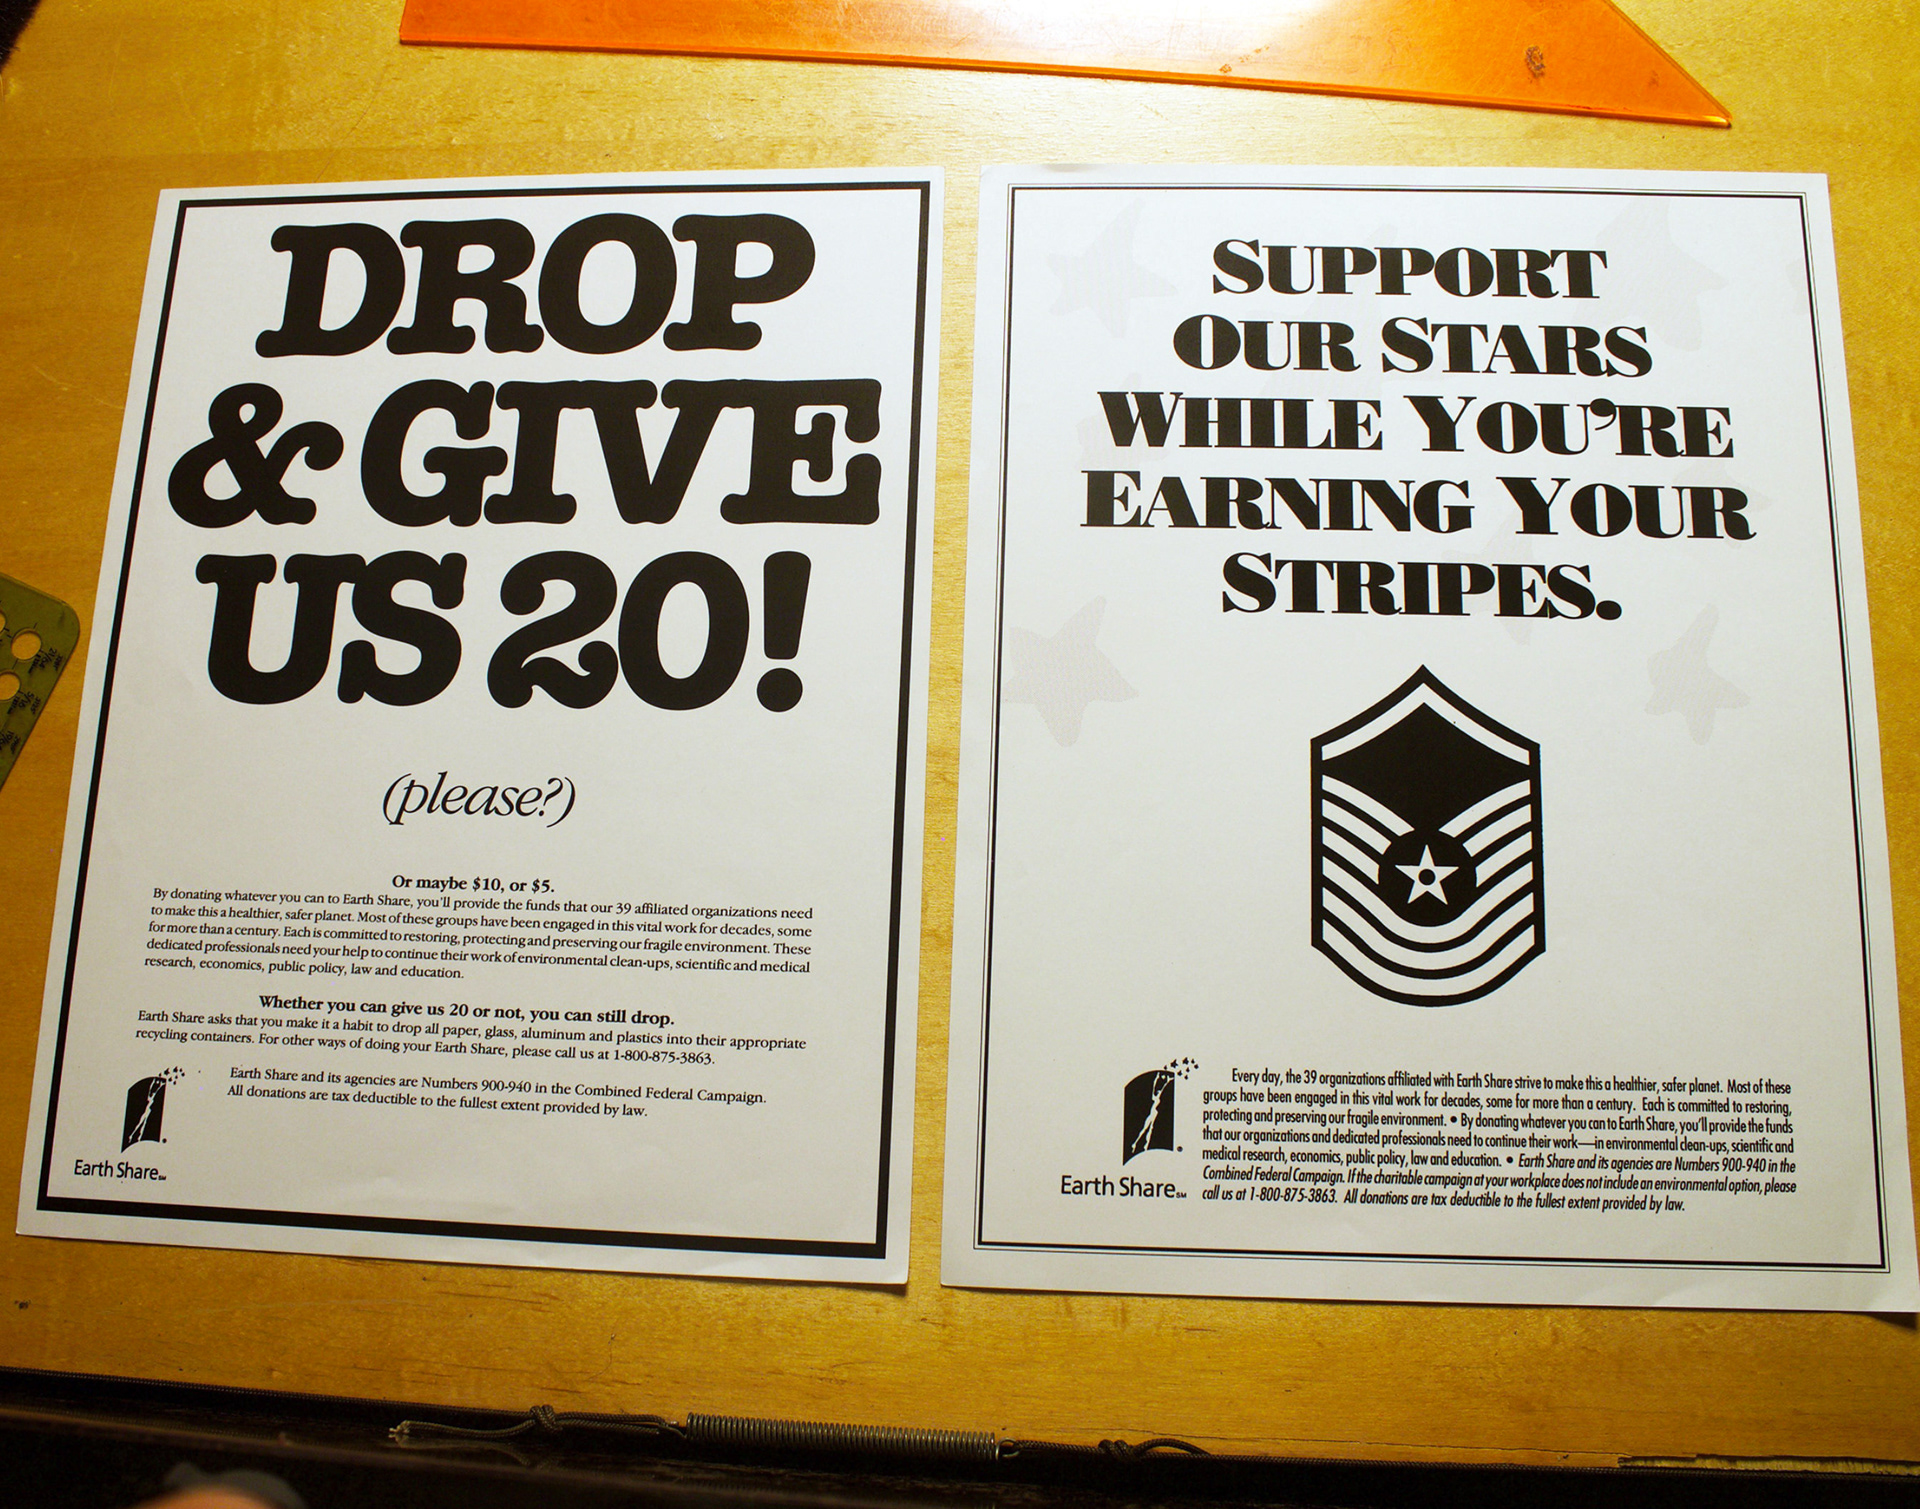 DROP
& GIVE
US 20!
(please?)
Or maybe $10, or $5.
By donating whatever you can to Earth Share, you'll provide the funds that our 39 affiliated organizations need
to make this a healthier, safer planet. Most of these groups have been engaged in this vital work for decades, some
for more than a century. Each is committed to restoring, protecting and preserving our fragile environment. These
dedicated professionals need your help to continue their work of environmental clean-ups, scientific and medical
research, economics, public policy, law and education.
Whether you can give us 20 or not, you can still drop.
Earth Share asks that you make it a habit to drop all paper, glass, aluminum and plastics into their appropriate
recycling containers. For other ways of doing your Earth Share, please call us at 1-800-875-3863.
Earth Share and its agencies are Numbers 900-940 in the Combined Federal Campaign.
All donations are tax deductible to the fullest extent provided by law.
Earth Share SM
SUPPORT
OUR STARS
WHILE YOU'RE
EARNING YOUR
STRIPES.
Every day, the 39 organizations affiliated with Earth Share strive to make this a healthier, safer planet. Most of these
groups have been engaged in this vital work for decades, some for more than a century. Each is committed to restoring,
protecting and preserving our fragile environment. • By donating whatever you can to Earth Share, you'll provide the funds
that our organizations and dedicated professionals need to continue their work—in environmental clean-ups, scientific and
medical research, economics, public policy, law and education. • Earth Share and its agencies are Numbers 900-940 in the
Combined Federal Campaign. If the charitable campaign at your workplace does not include an environmental option, please
call us at 1-800-875-3863. All donations are tax deductible to the fullest extent provided by law.
Earth Share SM